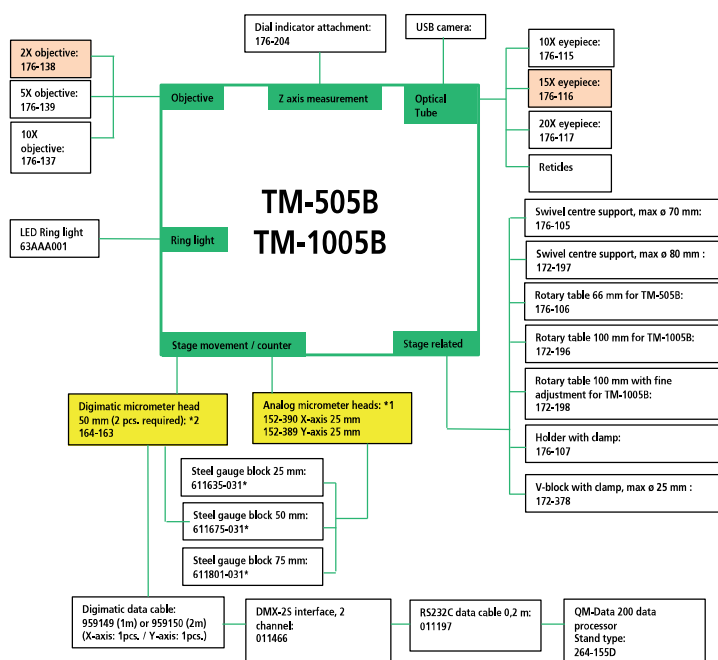 Dial indicator attachment:
176-204
USB camera:
2X objective:
176-138
5X objective:
176-139
10X
objective:
176-137
Objective
Z axis measurement
Optical
Tube
10X eyepiece:
176-115
15X eyepiece:
176-116
20X eyepiece:
176-117
Reticles
TM-505B
TM-1005B
LED Ring light
63AAA001
Ring light
Swivel centre support, max ø 70 mm:
176-105
Swivel centre support, max ø 80 mm :
172-197
Rotary table 66 mm for TM-505B:
176-106
Rotary table 100 mm for TM-1005B:
172-196
Rotary table 100 mm with fine
adjustment for TM-1005B:
172-198
Holder with clamp:
176-107
V-block with clamp, max ø 25 mm :
172-378
Stage movement / counter
Stage related
Digimatic micrometer head
50 mm (2 pcs. required): *2
164-163
Analog micrometer heads: *1
152-390 X-axis 25 mm
152-389 Y-axis 25 mm
Steel gauge block 25 mm:
611635-031*
Steel gauge block 50 mm:
611675-031*
Steel gauge block 75 mm:
611801-031*
Digimatic data cable:
959149 (1m) or 959150 (2m)
(X-axis: 1pcs. / Y-axis: 1pcs.)
DMX-2S interface, 2
channel:
011466
RS232C data cable 0,2 m:
011197
QM-Data 200 data
processor
Stand type:
264-155D